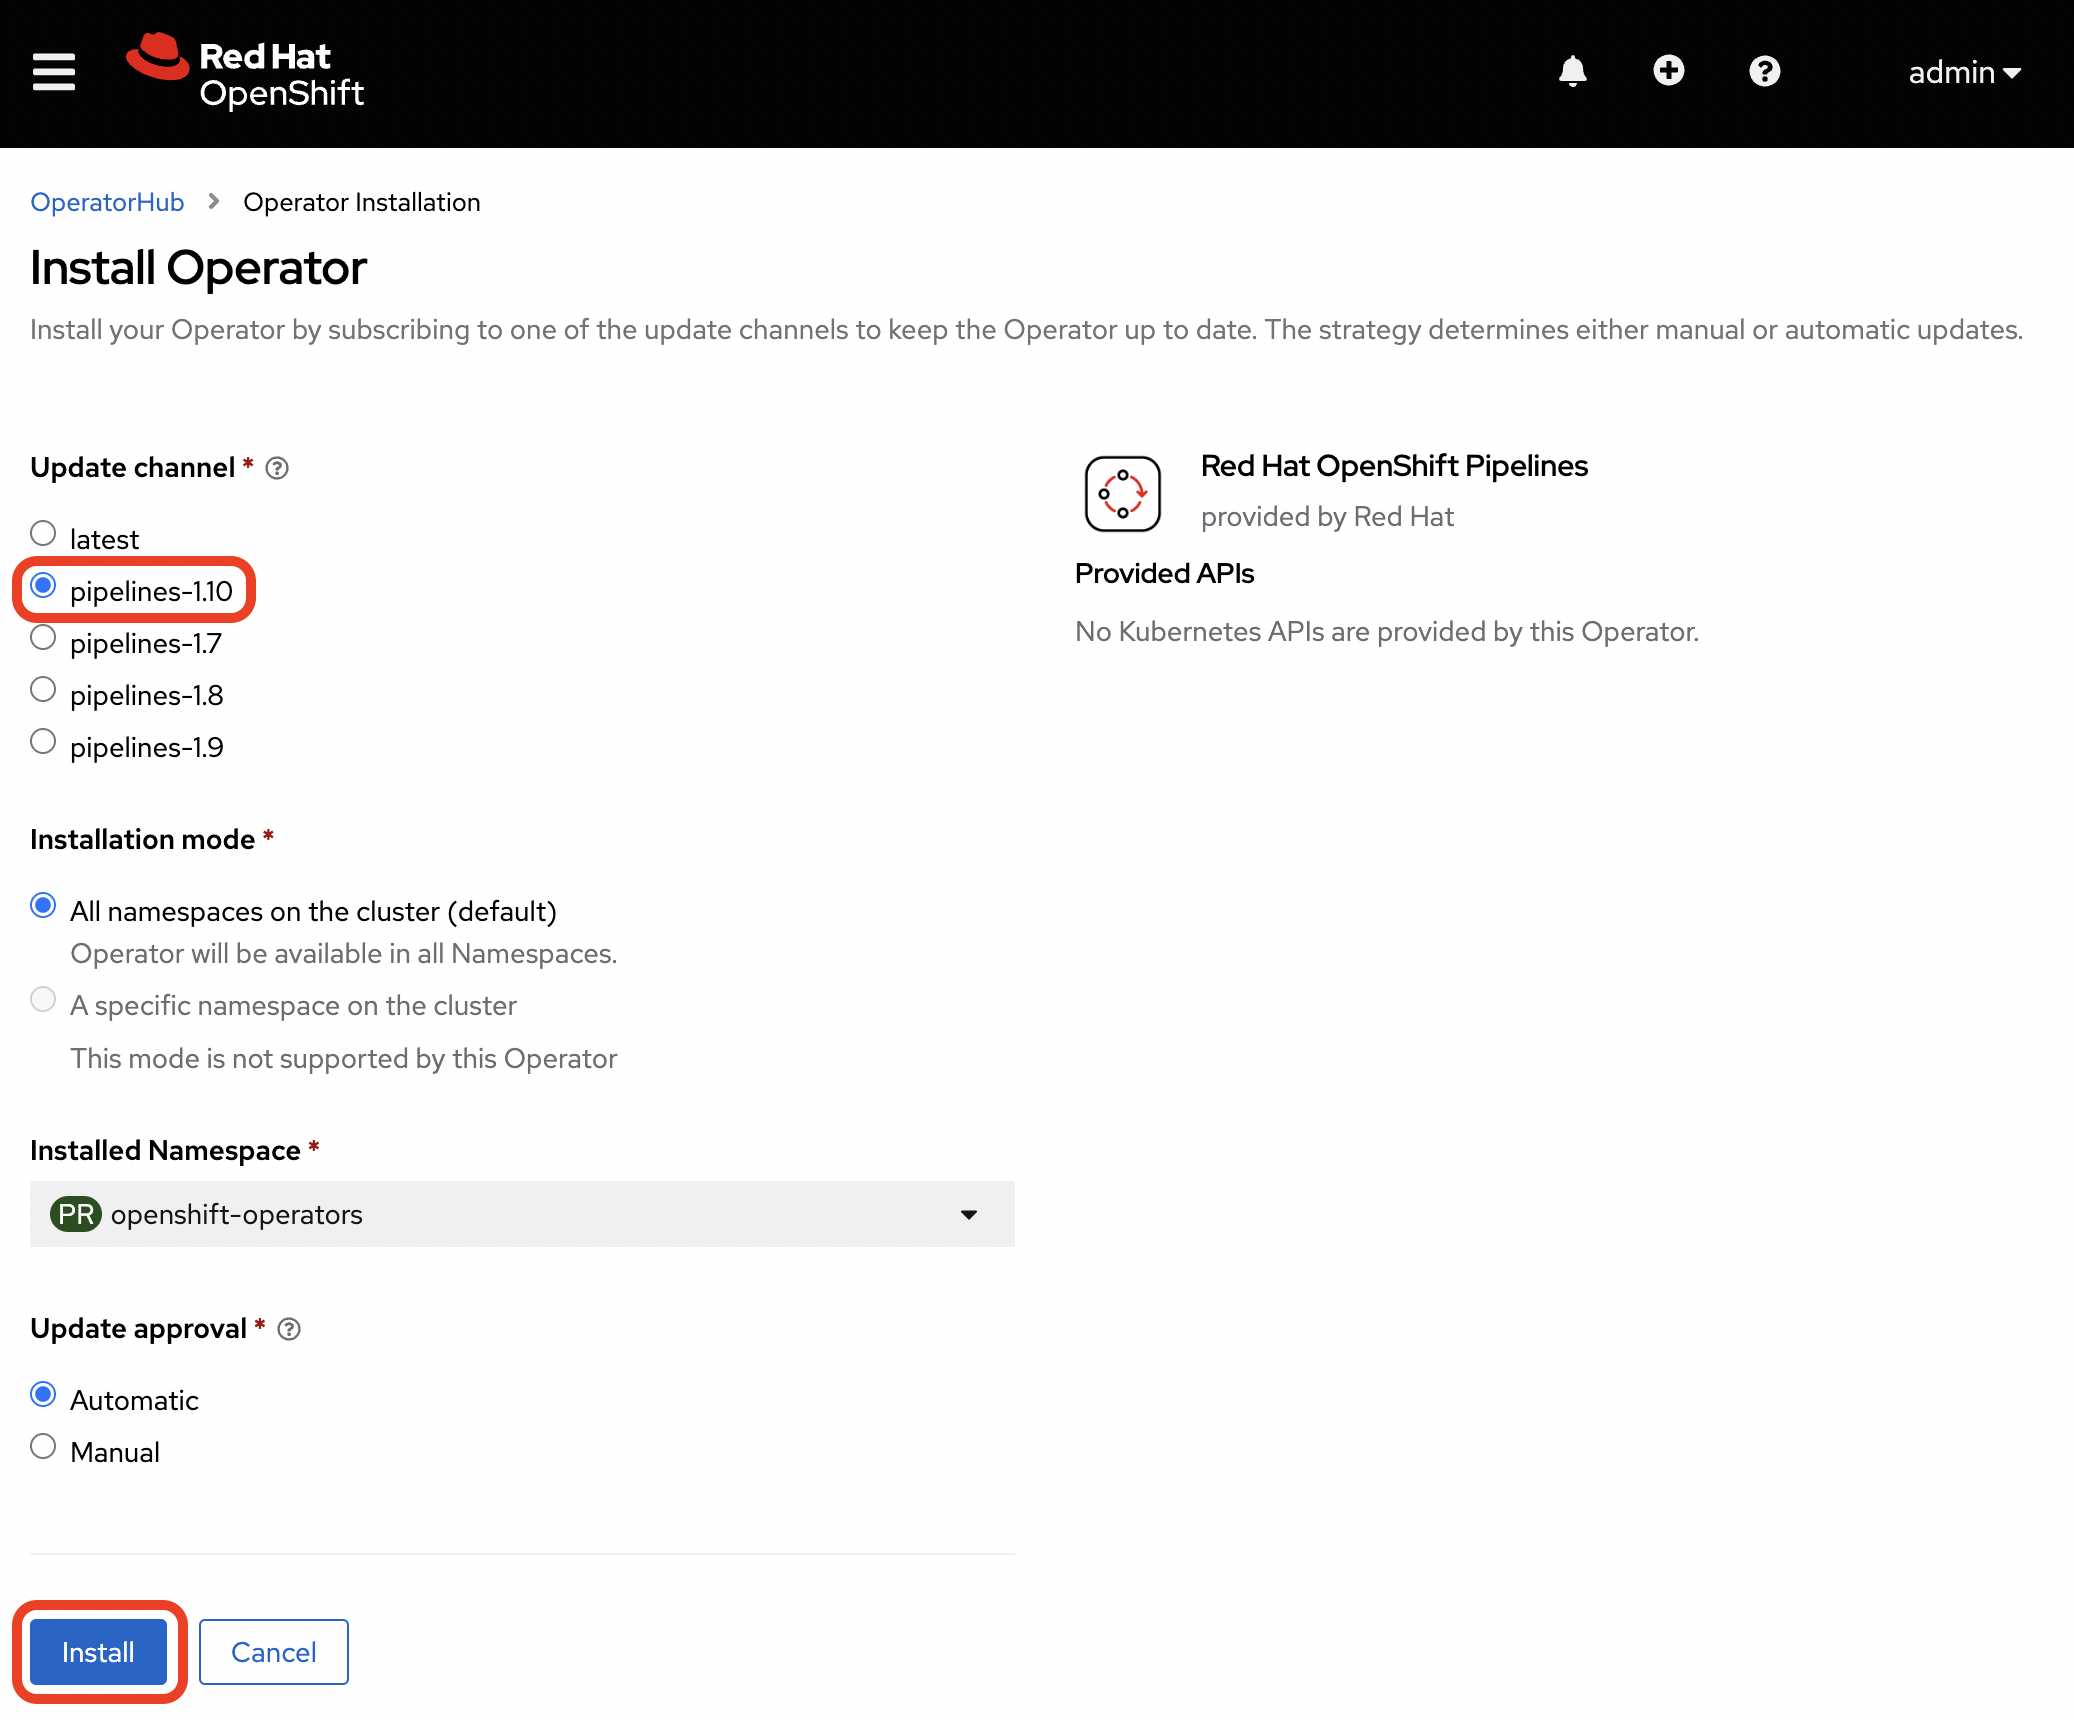 Red Hat
OpenShift
admin
OperatorHub > Operator Installation
Install Operator
Install your Operator by subscribing to one of the update channels to keep the Operator up to date. The strategy determines either manual or automatic updates.
Update channel *
latest
pipelines-1.10
pipelines-1.7
pipelines-1.8
pipelines-1.9
Installation mode *
All namespaces on the cluster (default)
Operator will be available in all Namespaces.
A specific namespace on the cluster
This mode is not supported by this Operator
Installed Namespace *
PR openshift-operators
Update approval *
Automatic
Manual
Install
Cancel
Red Hat OpenShift Pipelines
provided by Red Hat
Provided APIs
No Kubernetes APIs are provided by this Operator.